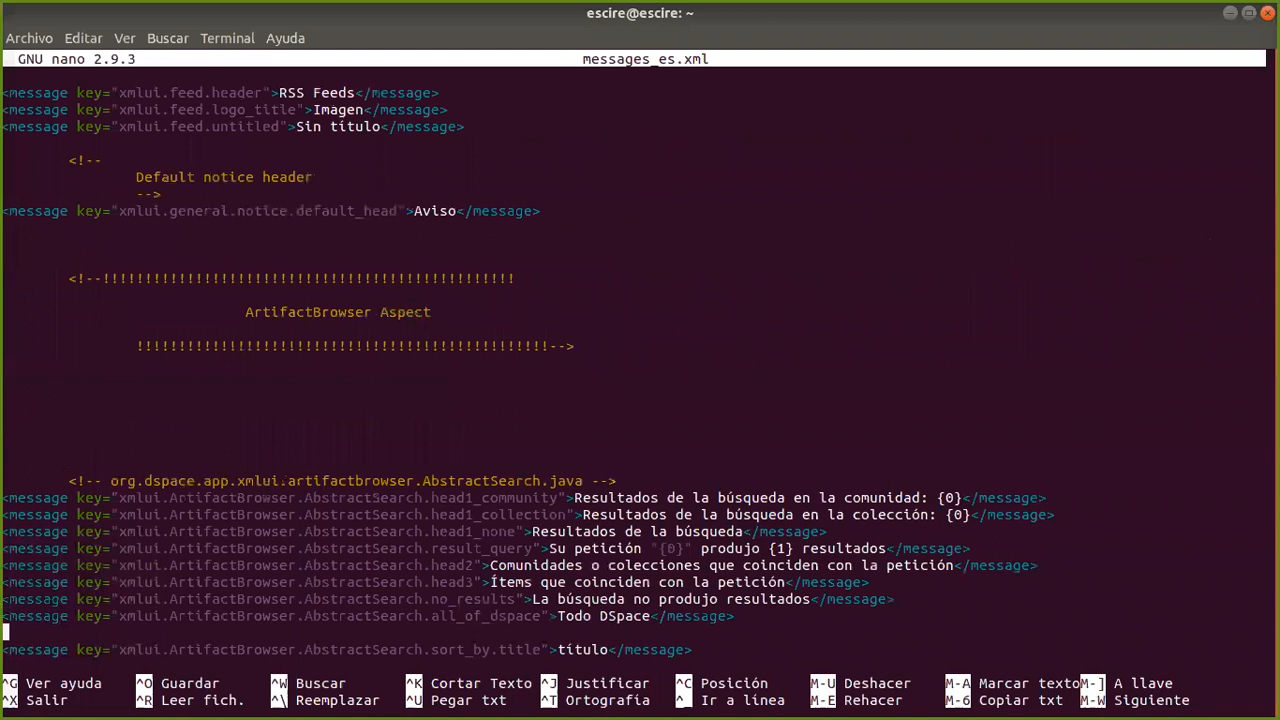 escire@escire: ~
Archivo Editar Ver Buscar Terminal Ayuda
GNU nano 2.9.3 messages_es.xml
<message key="xmlui.feed.header">RSS Feeds</message>
<message key="xmlui.feed.logo_title">Imagen</message>
<message key="xmlui.feed.untitled">Sin título</message>
<!--
Default notice header
-->
<message key="xmlui.general.notice.default_head">Aviso</message>
<!--!!!!!!!!!!!!!!!!!!!!!!!!!!!!!!!!!!!!!!!!!!!!!!!!!
ArtifactBrowser Aspect
!!!!!!!!!!!!!!!!!!!!!!!!!!!!!!!!!!!!!!!!!!!!!!!!!-->
<!-- org.dspace.app.xmlui.artifactbrowser.AbstractSearch.java -->
<message key="xmlui.ArtifactBrowser.AbstractSearch.head1_community">Resultados de la búsqueda en la comunidad: {0}</message>
<message key="xmlui.ArtifactBrowser.AbstractSearch.head1_collection">Resultados de la búsqueda en la colección: {0}</message>
<message key="xmlui.ArtifactBrowser.AbstractSearch.head1_none">Resultados de la búsqueda</message>
<message key="xmlui.ArtifactBrowser.AbstractSearch.result_query">Su petición "{0}" produjo {1} resultados</message>
<message key="xmlui.ArtifactBrowser.AbstractSearch.head2">Comunidades o colecciones que coinciden con la petición</message>
<message key="xmlui.ArtifactBrowser.AbstractSearch.head3">Ítems que coinciden con la petición</message>
<message key="xmlui.ArtifactBrowser.AbstractSearch.no_results">La búsqueda no produjo resultados</message>
<message key="xmlui.ArtifactBrowser.AbstractSearch.all_of_dspace">Todo DSpace</message>
<message key="xmlui.ArtifactBrowser.AbstractSearch.sort_by.title">título</message>
^G Ver ayuda ^O Guardar ^W Buscar ^K Cortar Texto ^J Justificar ^C Posición M-U Deshacer M-A Marcar texto M-] A llave
^X Salir ^R Leer fich. ^\ Reemplazar ^U Pegar txt ^T Ortografía ^_ Ir a línea M-E Rehacer M-6 Copiar txt M-W Siguiente